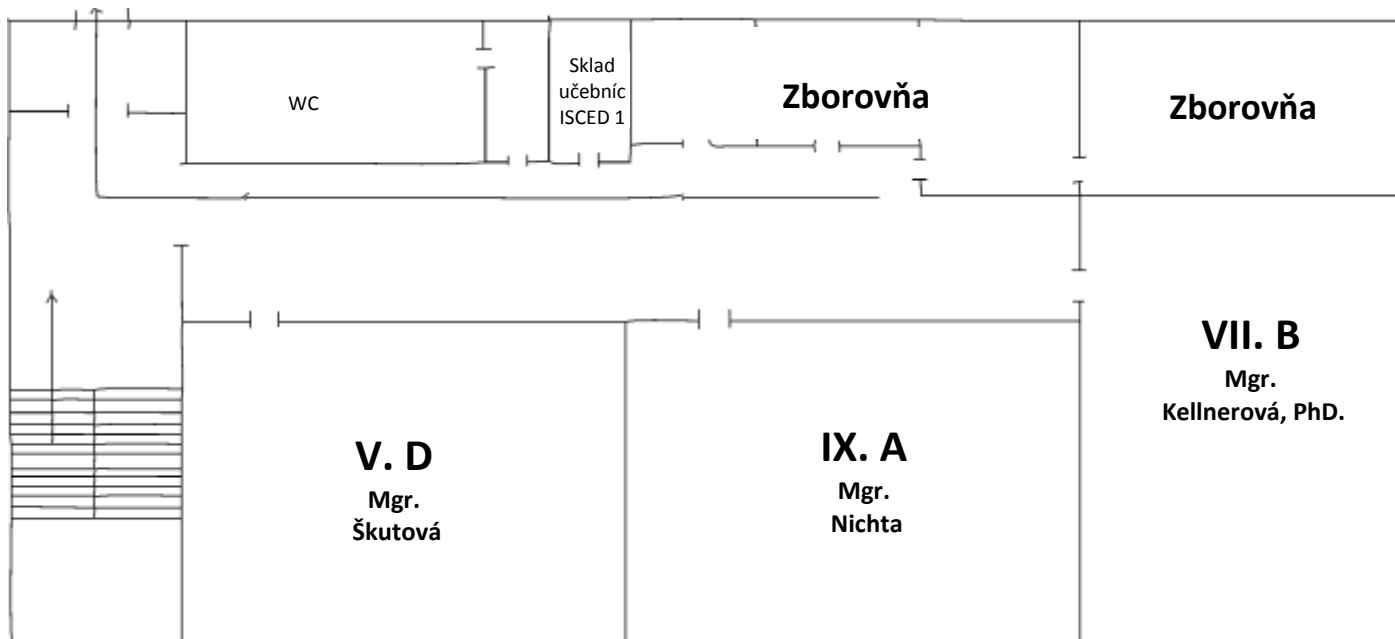 WC
Sklad
učebníc
ISCED 1
Zborovňa
Zborovňa
V. D
Mgr.
Škutová
IX. A
Mgr.
Nichta
VII. B
Mgr.
Kellnerová, PhD.